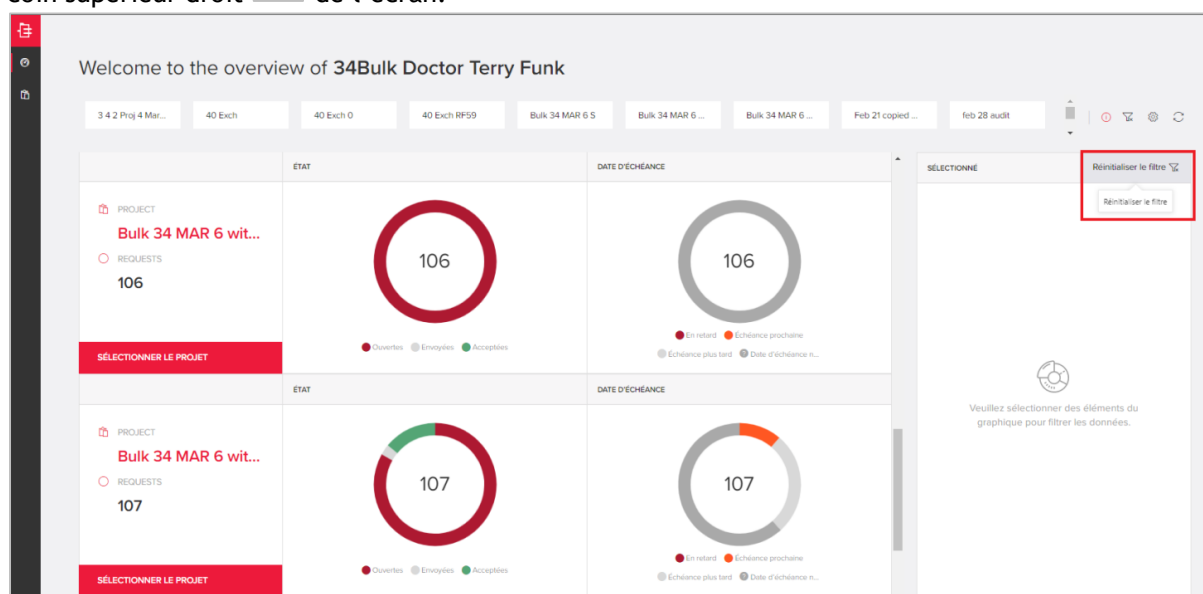 coin supérieur droit de l'écran.
Welcome to the overview of 34Bulk Doctor Terry Funk
3 4 2 Proj 4 Mar... 40 Exch 40 Exch 0 40 Exch RF59 Bulk 34 MAR 6 S Bulk 34 MAR 6 ... Bulk 34 MAR 6 ... Feb 21 copied ... feb 28 audit
ÉTAT DATE D'ÉCHÉANCE SÉLECTIONNÉ Réinitialiser le filtre
Réinitialiser le filtre
PROJECT
Bulk 34 MAR 6 wit...
REQUESTS
106
106
106
Ouvertes Envoyées Acceptées
En retard Échéance prochaine
Échéance plus tard Date d'échéance n...
SÉLECTIONNER LE PROJET
ÉTAT DATE D'ÉCHÉANCE
Veuillez sélectionner des éléments du
graphique pour filtrer les données.
PROJECT
Bulk 34 MAR 6 wit...
REQUESTS
107
107
107
Ouvertes Envoyées Acceptées
En retard Échéance prochaine
Échéance plus tard Date d'échéance n...
SÉLECTIONNER LE PROJET